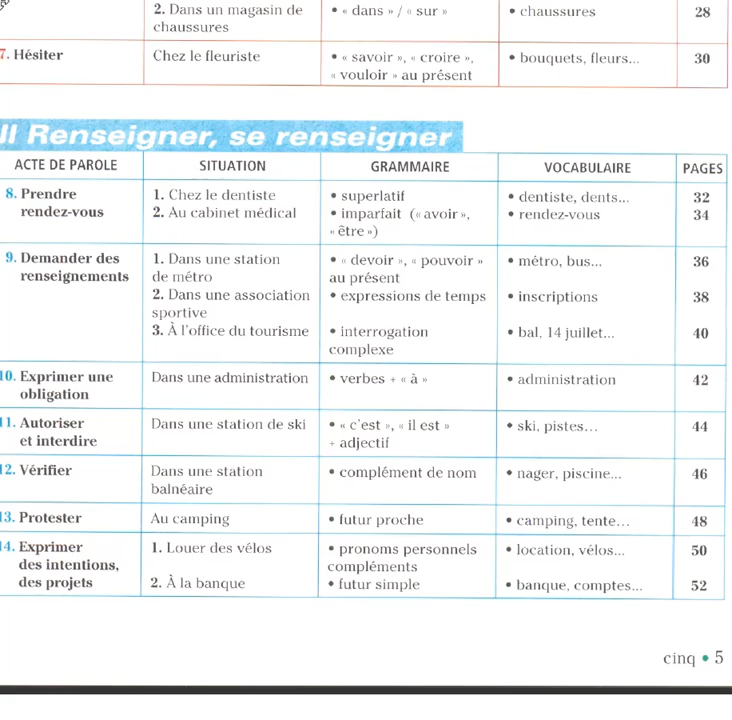 2. Dans un magasin de chaussures • « dans » / « sur » • chaussures 28
7. Hésiter Chez le fleuriste • « savoir », « croire », « vouloir » au présent • bouquets, fleurs... 30
II Renseigner, se renseigner
ACTE DE PAROLE SITUATION GRAMMAIRE VOCABULAIRE PAGES
8. Prendre rendez-vous
1. Chez le dentiste • superlatif • dentiste, dents... 32
2. Au cabinet médical • imparfait (« avoir », « être ») • rendez-vous 34
9. Demander des renseignements
1. Dans une station de métro • « devoir », « pouvoir » au présent • métro, bus... 36
2. Dans une association sportive • expressions de temps • inscriptions 38
3. À l'office du tourisme • interrogation complexe • bal, 14 juillet... 40
10. Exprimer une obligation Dans une administration • verbes + « à » • administration 42
11. Autoriser et interdire Dans une station de ski • « c'est », « il est » + adjectif • ski, pistes... 44
12. Vérifier Dans une station balnéaire • complément de nom • nager, piscine... 46
13. Protester Au camping • futur proche • camping, tente... 48
14. Exprimer des intentions, des projets
1. Louer des vélos • pronoms personnels compléments • location, vélos... 50
2. À la banque • futur simple • banque, comptes... 52
cinq • 5